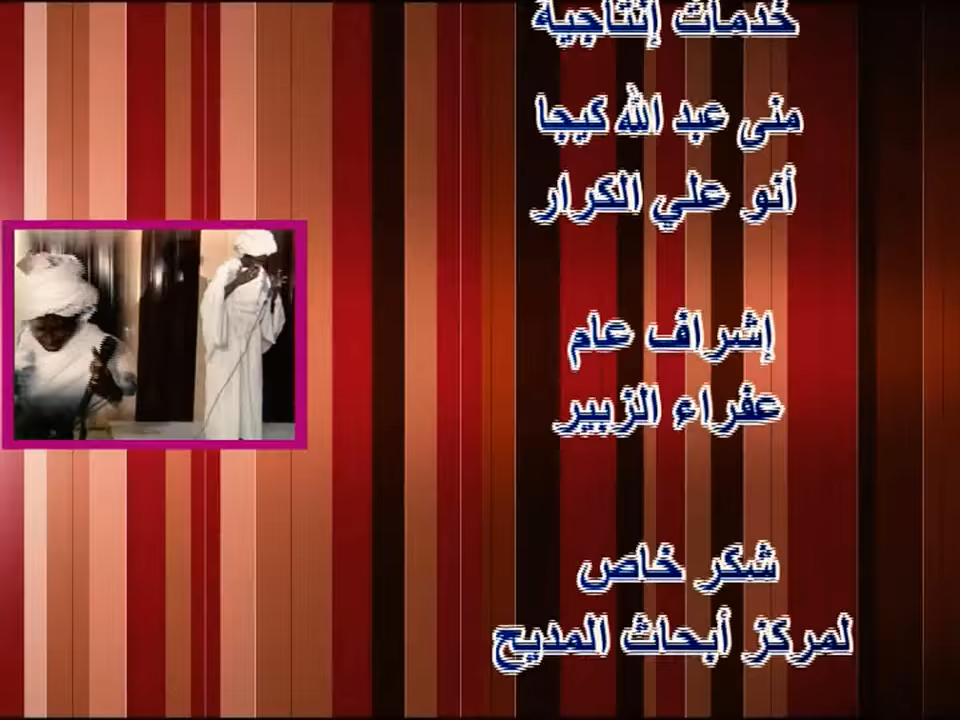 خدمات إنتاجية
منى عبد الله كيجا
أنو علي الكرار
إشراف عام
عفراء الزبير
شكر خاص
لمركز أبحاث المديح